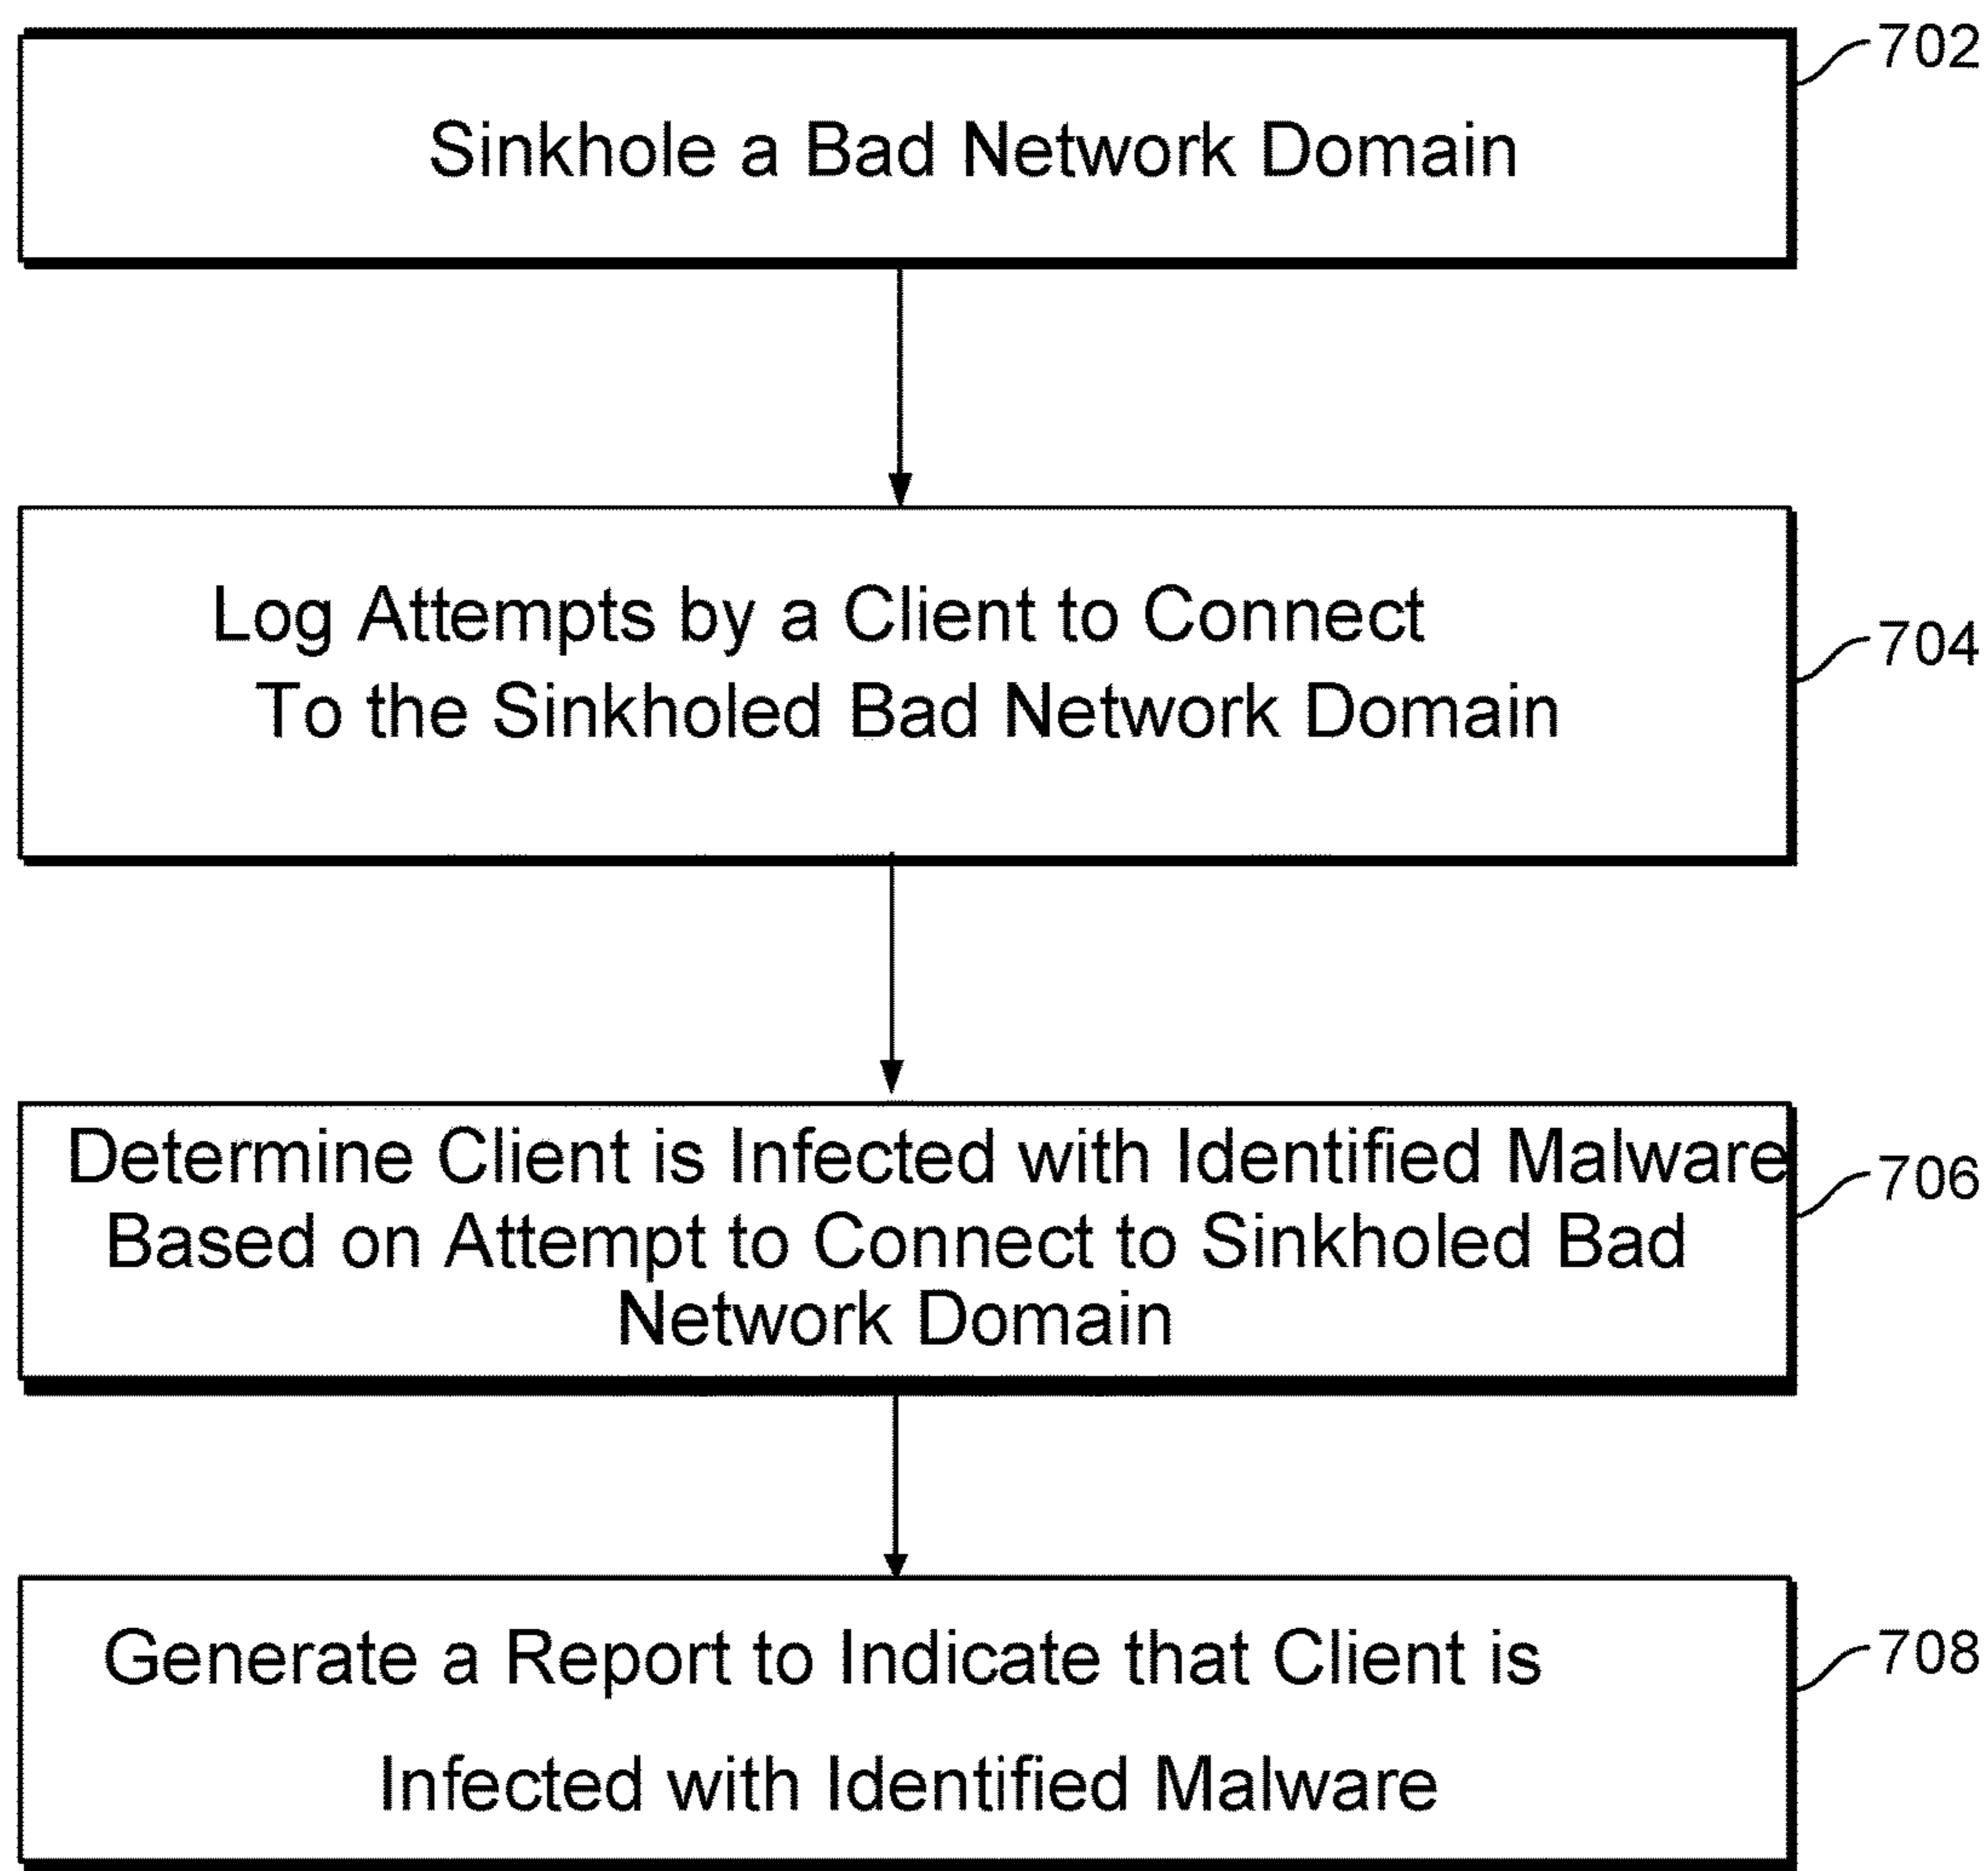 702
Sinkhole a Bad Network Domain
Log Attempts by a Client to Connect
704
To the Sinkholed Bad Network Domain
Determine Client is Infected with Identified Malware
706
Based on Attempt to Connect to Sinkholed Bad
Network Domain
Generate a Report to Indicate that Client is
708
Infected with Identified Malware